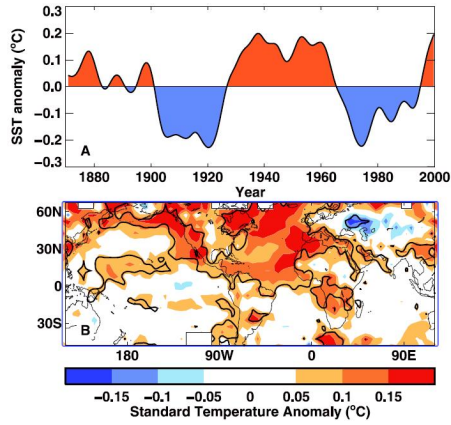 SST anomaly (°C)
0.3
0.2
0.1
0.0
-0.1
-0.2
-0.3
A
1880 1900 1920 1940 1960 1980 2000
Year
60N
30N
0
30S
B
180 90W 0 90E
-0.15 -0.1 -0.05 0 0.05 0.1 0.15
Standard Temperature Anomaly (°C)